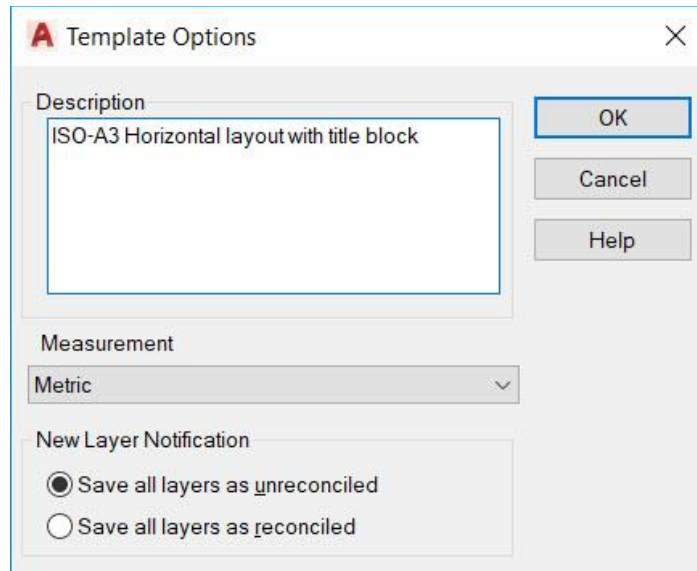 Template Options
Description
ISO-A3 Horizontal layout with title block
OK
Cancel
Help
Measurement
Metric
New Layer Notification
Save all layers as unreconciled
Save all layers as reconciled